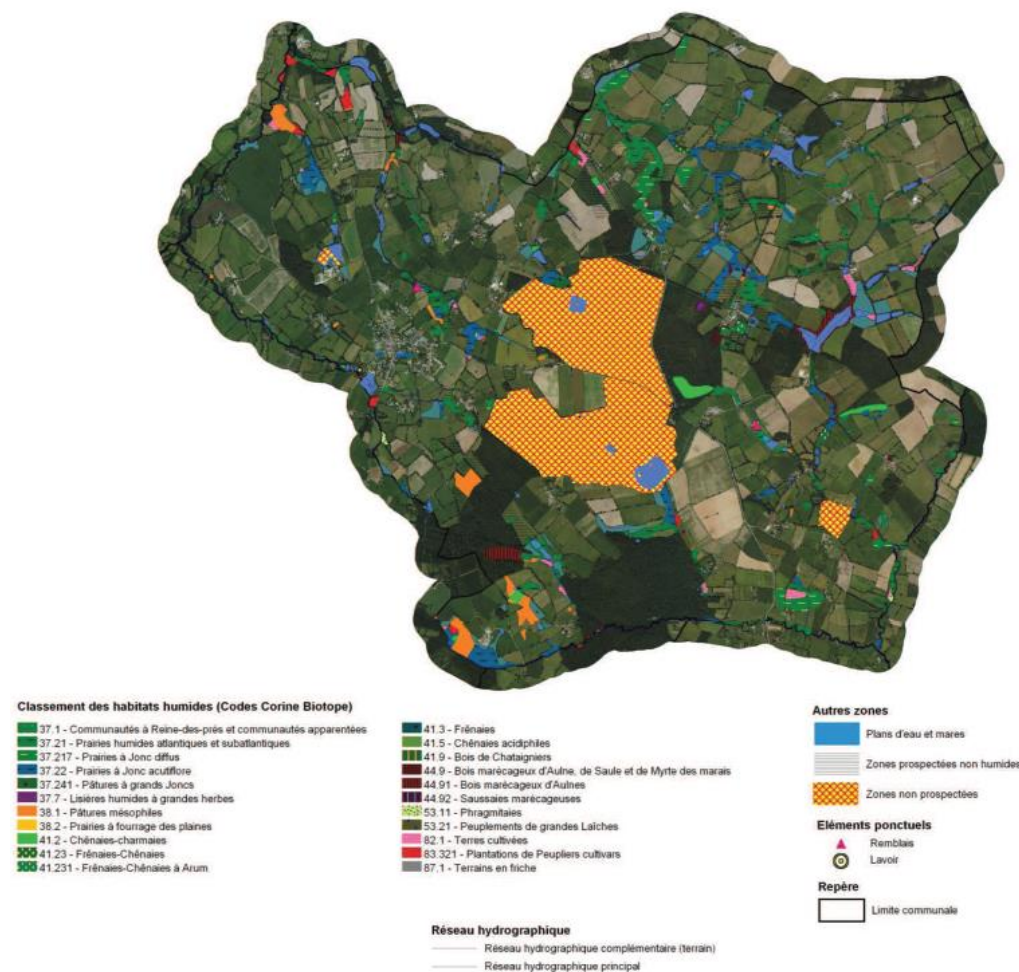 Classement des habitats humides (Codes Corine Biotope)
37.1 - Communautés à Reine-des-prés et communautés apparentées
37.21 - Prairies humides atlantiques et subatlantiques
37.217 - Prairies à Jonc diffus
37.22 - Prairies à Jonc acutiflore
37.241 - Pâtures à grands Joncs
37.7 - Lisières humides à grandes herbes
38.1 - Pâtures mésophiles
38.2 - Prairies à fourrage des plaines
41.2 - Chênaies-charmaies
41.23 - Frênaies-Chênaies
41.231 - Frênaies-Chênaies à Arum
41.3 - Frênaies
41.5 - Chênaies acidiphiles
41.9 - Bois de Chataigniers
44.9 - Bois marécageux d'Aulne, de Saule et de Myrte des marais
44.91 - Bois marécageux d'Aulnes
44.92 - Saussaies marécageuses
53.11 - Phragmitaies
53.21 - Peuplements de grandes Laîches
82.1 - Terres cultivées
83.321 - Plantations de Peupliers cultivars
87.1 - Terrains en friche
Autres zones
Plans d'eau et mares
Zones prospectées non humides
Zones non prospectées
Eléments ponctuels
Remblais
Lavoir
Repère
Limite communale
Réseau hydrographique
Réseau hydrographique complémentaire (terrain)
Réseau hydrographique principal